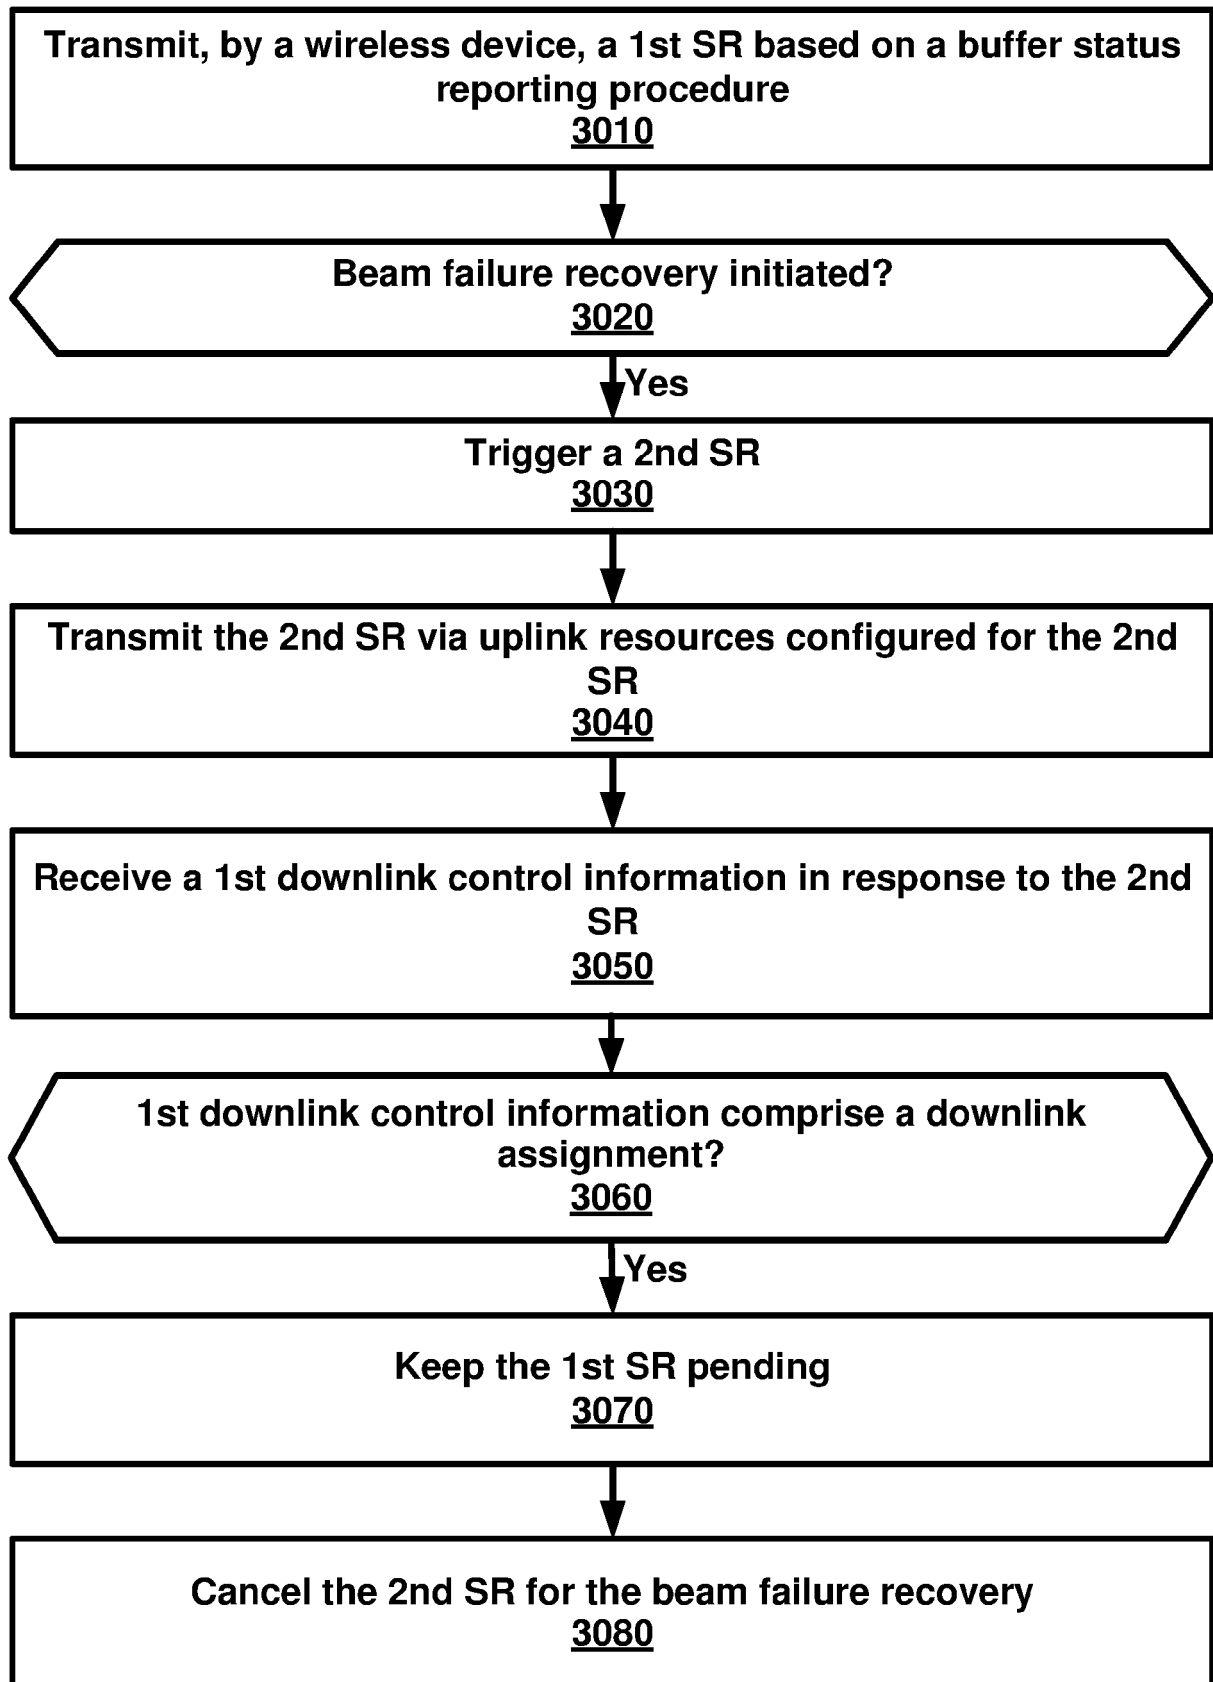 Transmit, by a wireless device, a 1st SR based on a buffer status
reporting procedure
3010
Beam failure recovery initiated?
3020
Yes
Trigger a 2nd SR
3030
Transmit the 2nd SR via uplink resources configured for the 2nd
SR
3040
Receive a 1st downlink control information in response to the 2nd
SR
3050
1st downlink control information comprise a downlink
assignment?
3060
Yes
Keep the 1st SR pending
3070
Cancel the 2nd SR for the beam failure recovery
3080